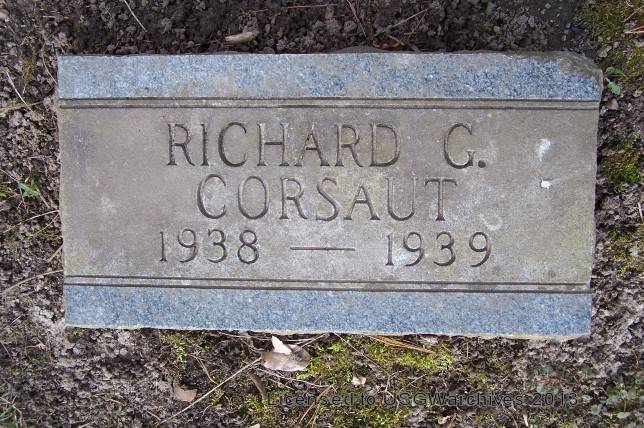 RICHARD G.
CORSAUT
1938 — 1939
Licensed to USGWarchives 2013